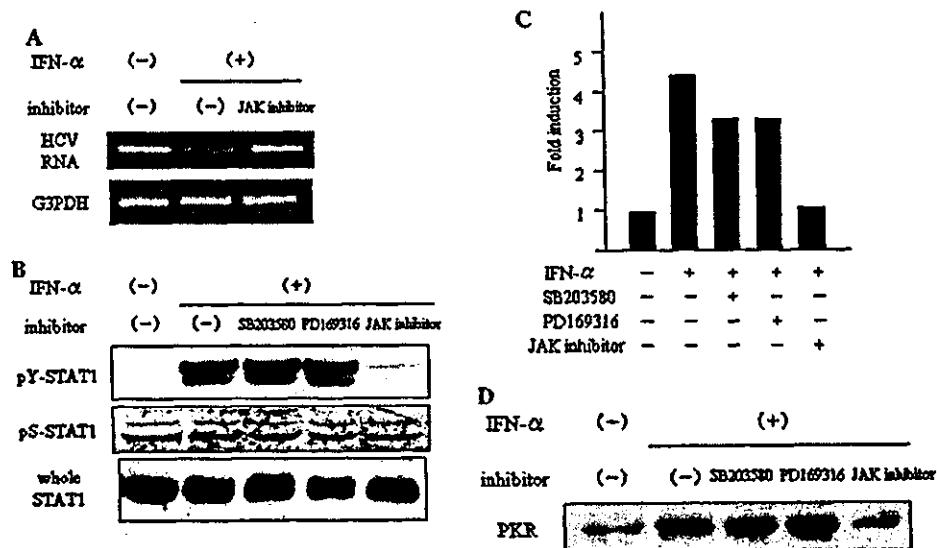 A
IFN-α (-) (+)
inhibitor (-) (-) JAK inhibitor
HCV
RNA
G3PDH
B
IFN-α (-) (+)
inhibitor (-) (-) SB203580 PD169316 JAK inhibitor
pY-STAT1
pS-STAT1
whole
STAT1
C
Fold induction
5
4
3
2
1
IFN-α - + + + +
SB203580 - - + - -
PD169316 - - - + -
JAK inhibitor - - - - +
D
IFN-α (-) (+)
inhibitor (-) (-) SB203580 PD169316 JAK inhibitor
PKR